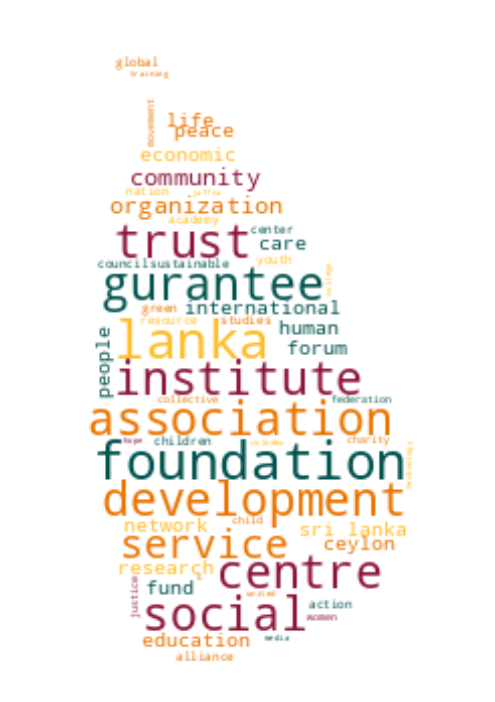 global
training
movement
life
peace
economic
community
nation jaffna
organization
academy
trust center
care
councilsustainable youth
gurantee college
green international
resource studies human
lanka forum
people institute
collective federation
association
hope children charity
foundation
development
network child sri lanka
service ceylon
research centre
justice fund united
social action
women
education media
alliance